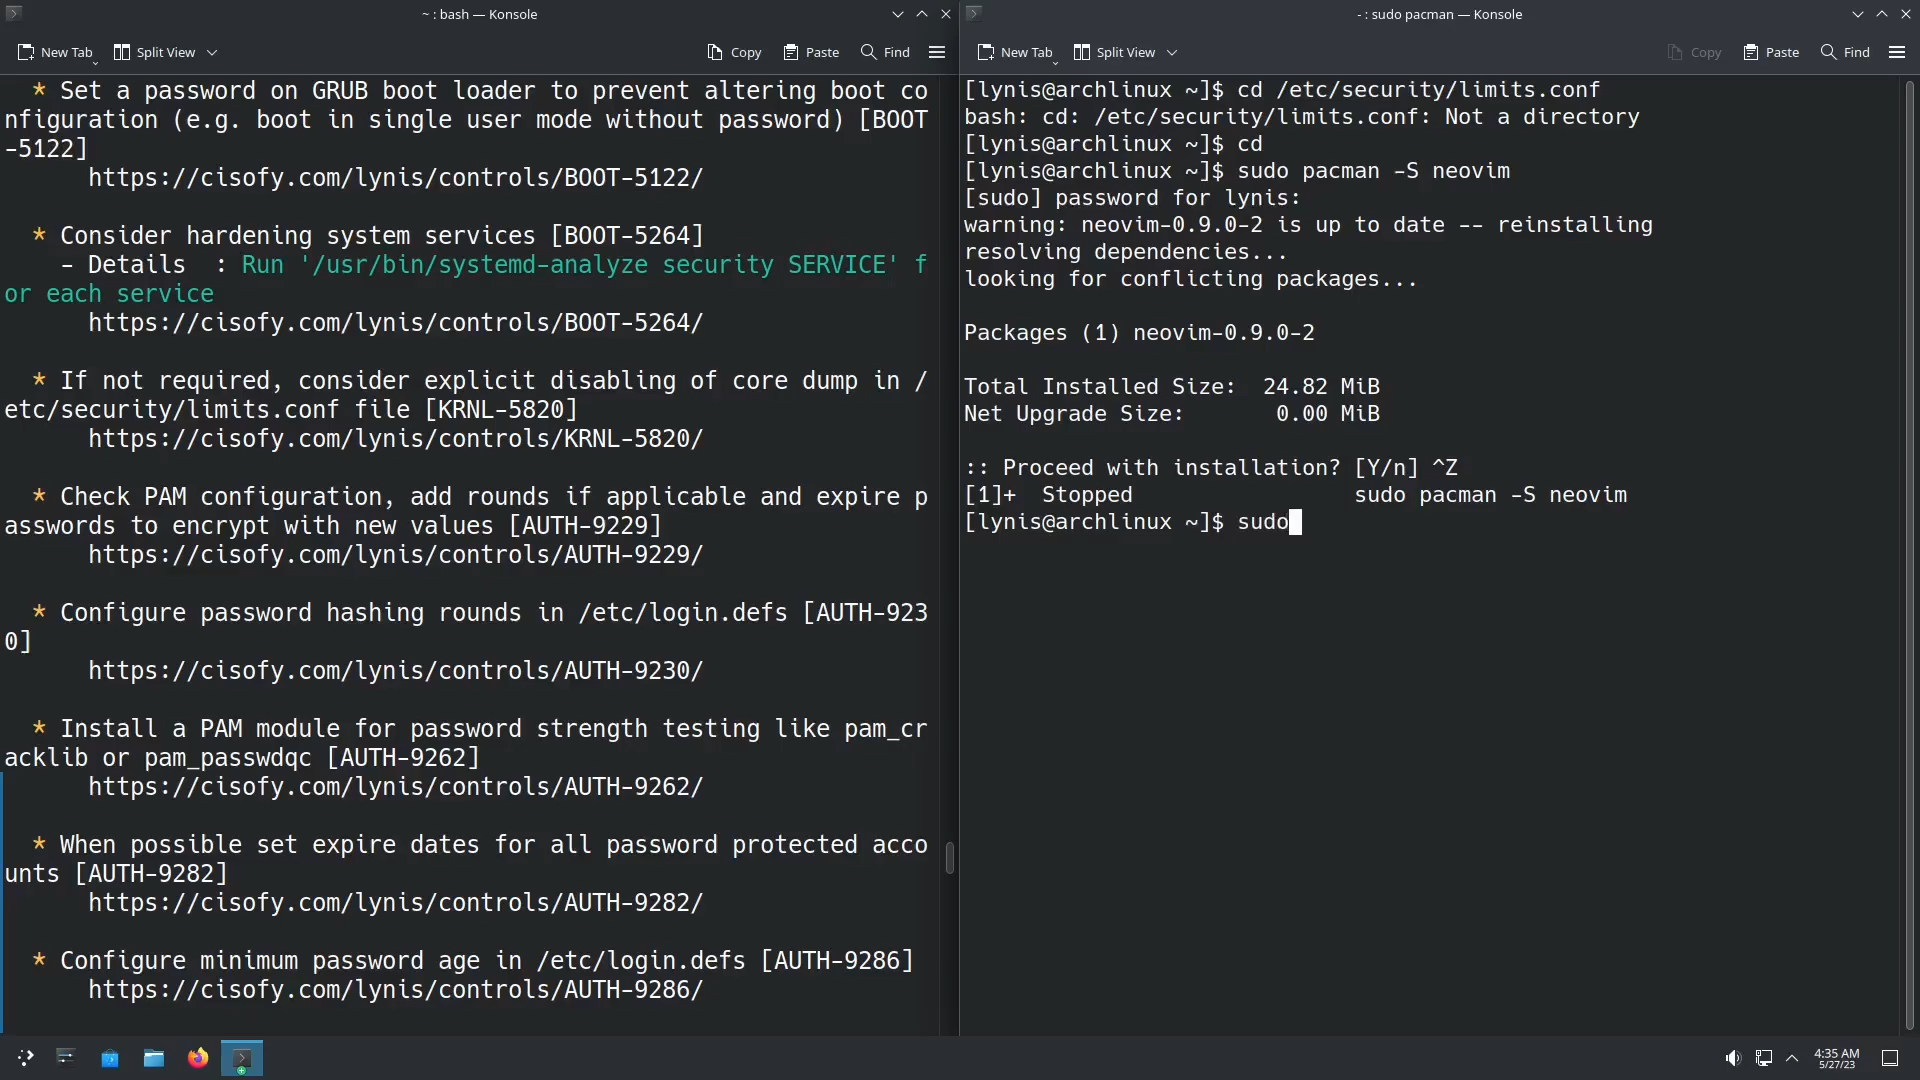 ~ : bash — Konsole
New Tab
Split View
Copy
Paste
Find
* Set a password on GRUB boot loader to prevent altering boot co
nfiguration (e.g. boot in single user mode without password) [BOOT
-5122]
https://cisofy.com/lynis/controls/BOOT-5122/
* Consider hardening system services [BOOT-5264]
- Details  : Run '/usr/bin/systemd-analyze security SERVICE' f
or each service
https://cisofy.com/lynis/controls/BOOT-5264/
* If not required, consider explicit disabling of core dump in /
etc/security/limits.conf file [KRNL-5820]
https://cisofy.com/lynis/controls/KRNL-5820/
* Check PAM configuration, add rounds if applicable and expire p
asswords to encrypt with new values [AUTH-9229]
https://cisofy.com/lynis/controls/AUTH-9229/
* Configure password hashing rounds in /etc/login.defs [AUTH-923
0]
https://cisofy.com/lynis/controls/AUTH-9230/
* Install a PAM module for password strength testing like pam_cr
acklib or pam_passwdqc [AUTH-9262]
https://cisofy.com/lynis/controls/AUTH-9262/
* When possible set expire dates for all password protected acco
unts [AUTH-9282]
https://cisofy.com/lynis/controls/AUTH-9282/
* Configure minimum password age in /etc/login.defs [AUTH-9286]
https://cisofy.com/lynis/controls/AUTH-9286/
- : sudo pacman — Konsole
New Tab
Split View
Copy
Paste
Find
[lynis@archlinux ~]$ cd /etc/security/limits.conf
bash: cd: /etc/security/limits.conf: Not a directory
[lynis@archlinux ~]$ cd
[lynis@archlinux ~]$ sudo pacman -S neovim
[sudo] password for lynis:
warning: neovim-0.9.0-2 is up to date -- reinstalling
resolving dependencies...
looking for conflicting packages...
Packages (1) neovim-0.9.0-2
Total Installed Size:  24.82 MiB
Net Upgrade Size:       0.00 MiB
:: Proceed with installation? [Y/n] ^Z
[1]+  Stopped                 sudo pacman -S neovim
[lynis@archlinux ~]$ sudo
4:35 AM
5/27/23